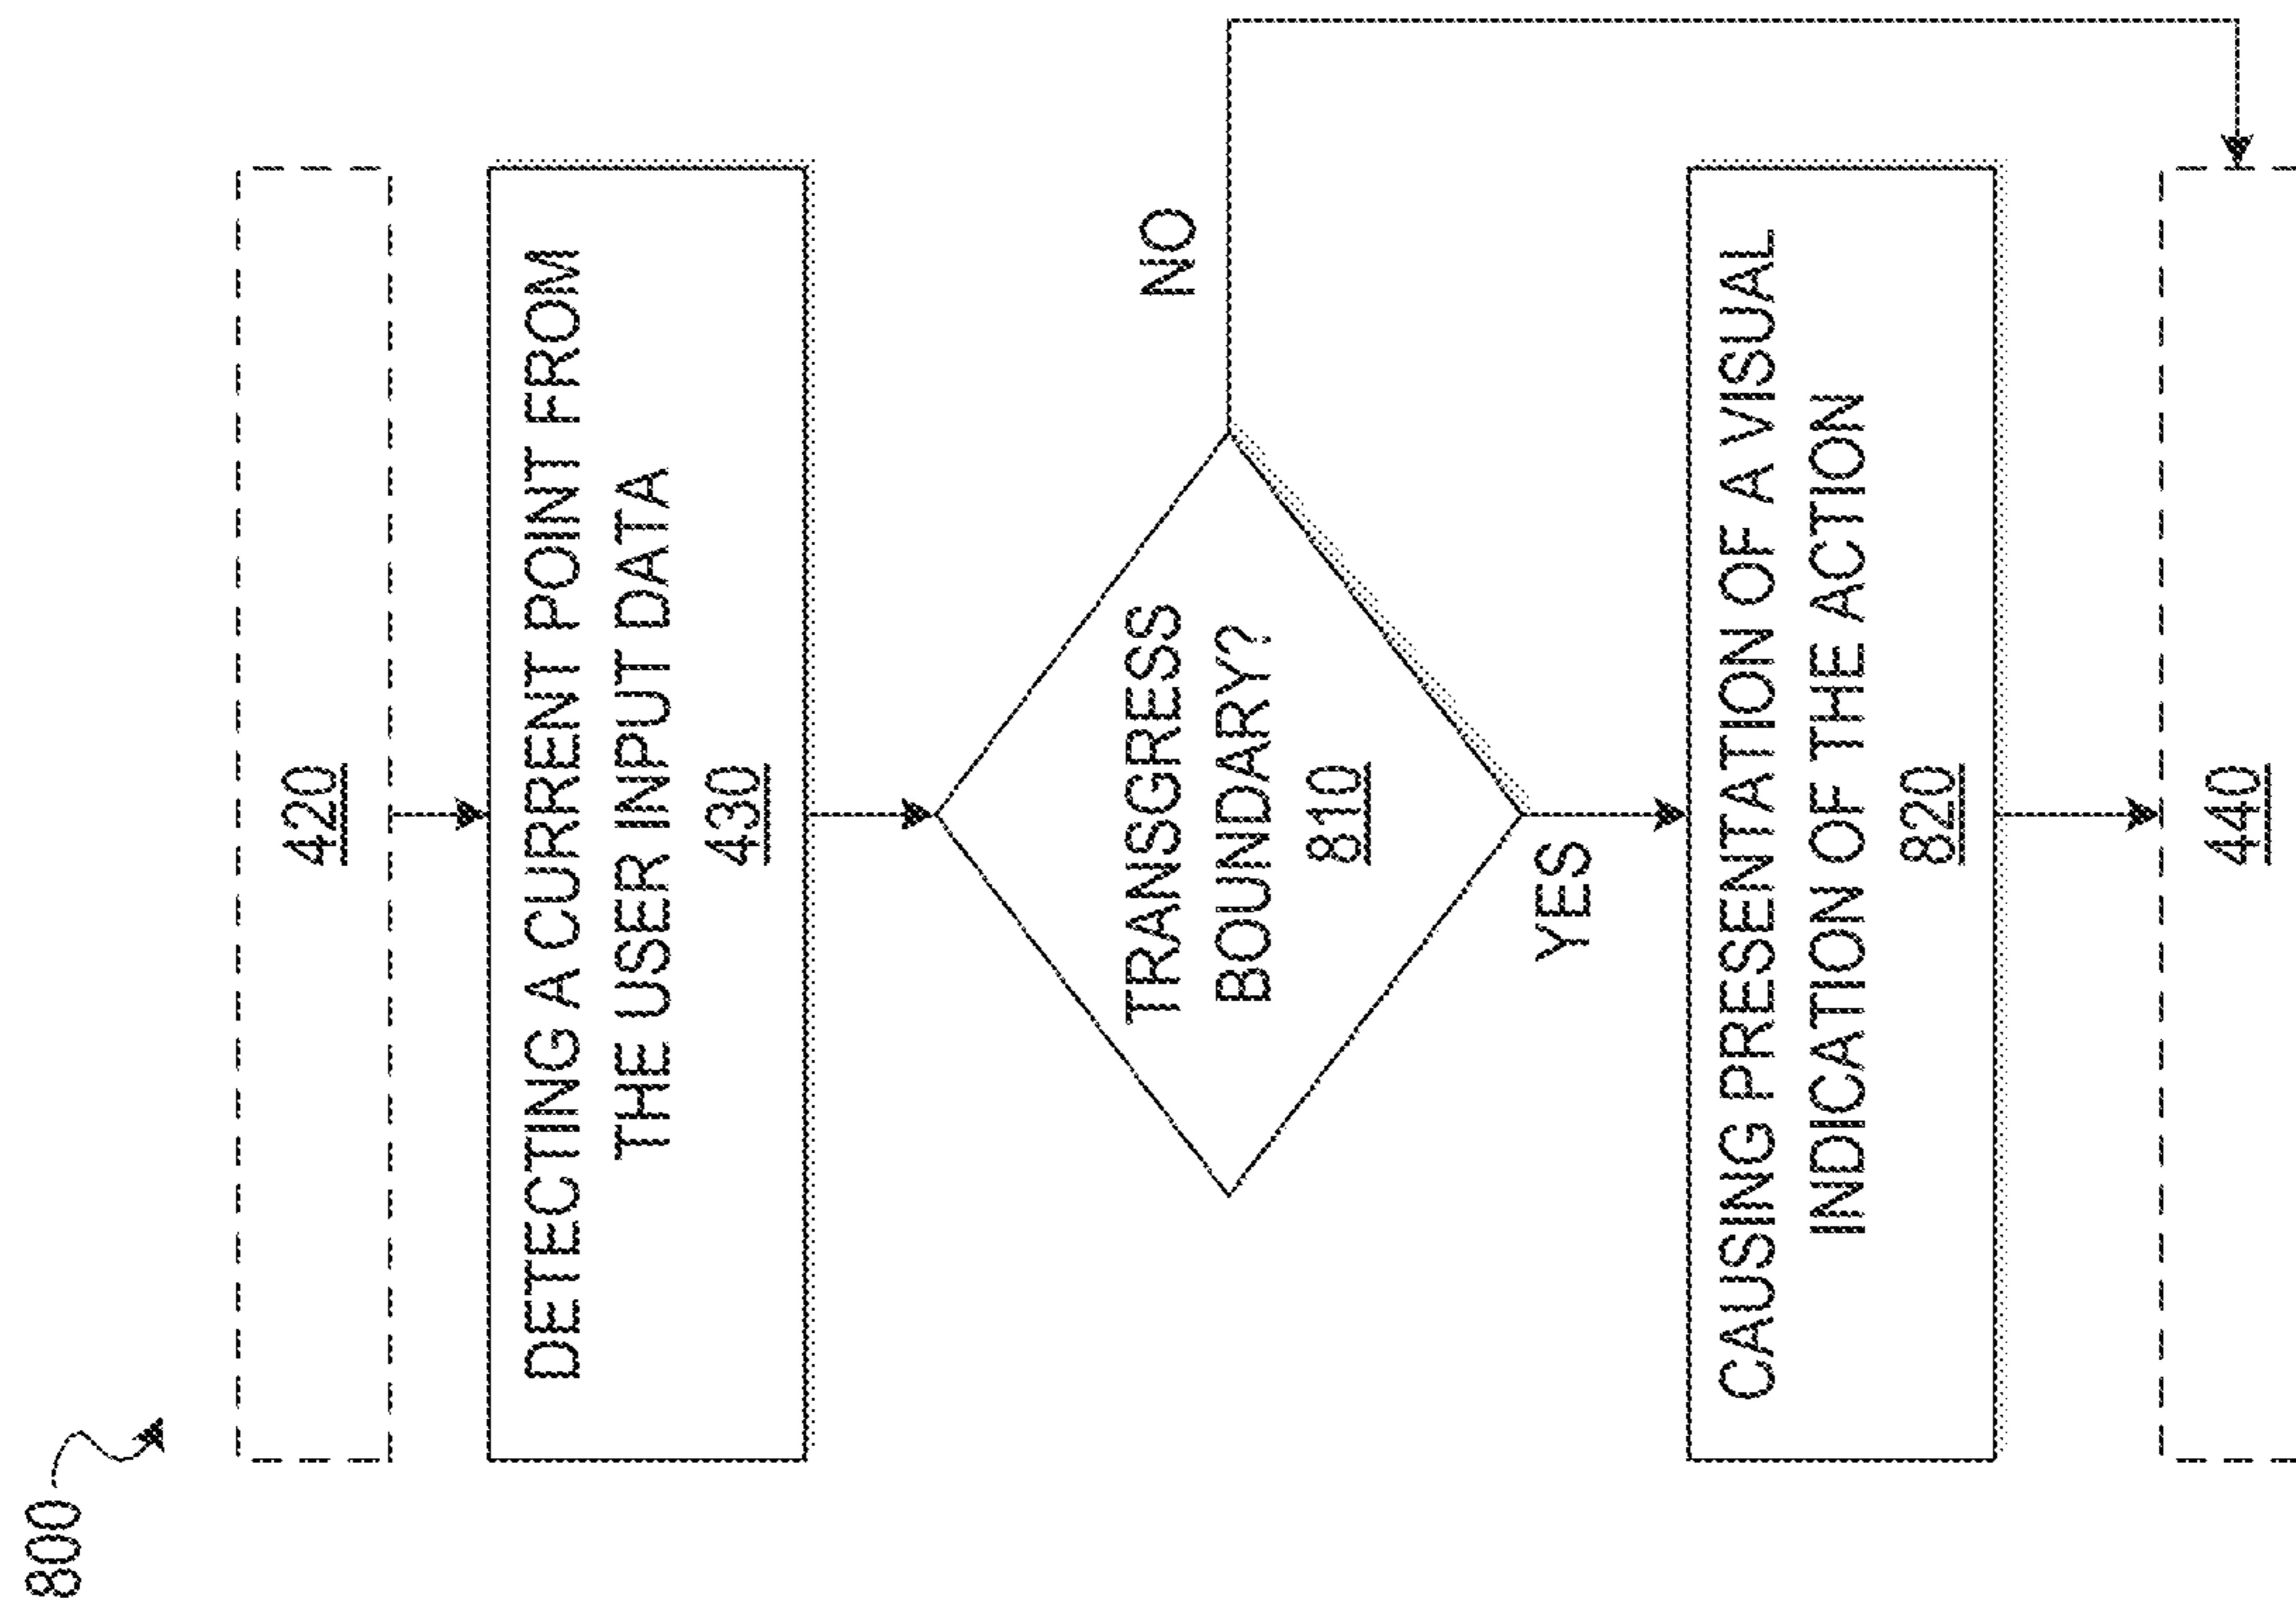 800
420
DETECTING A CURRENT POINT FROM
THE USER INPUT DATA
430
TRANSGRESS
BOUNDARY?
810
NO
YES
CAUSING PRESENTATION OF A VISUAL
INDICATION OF THE ACTION
820
440